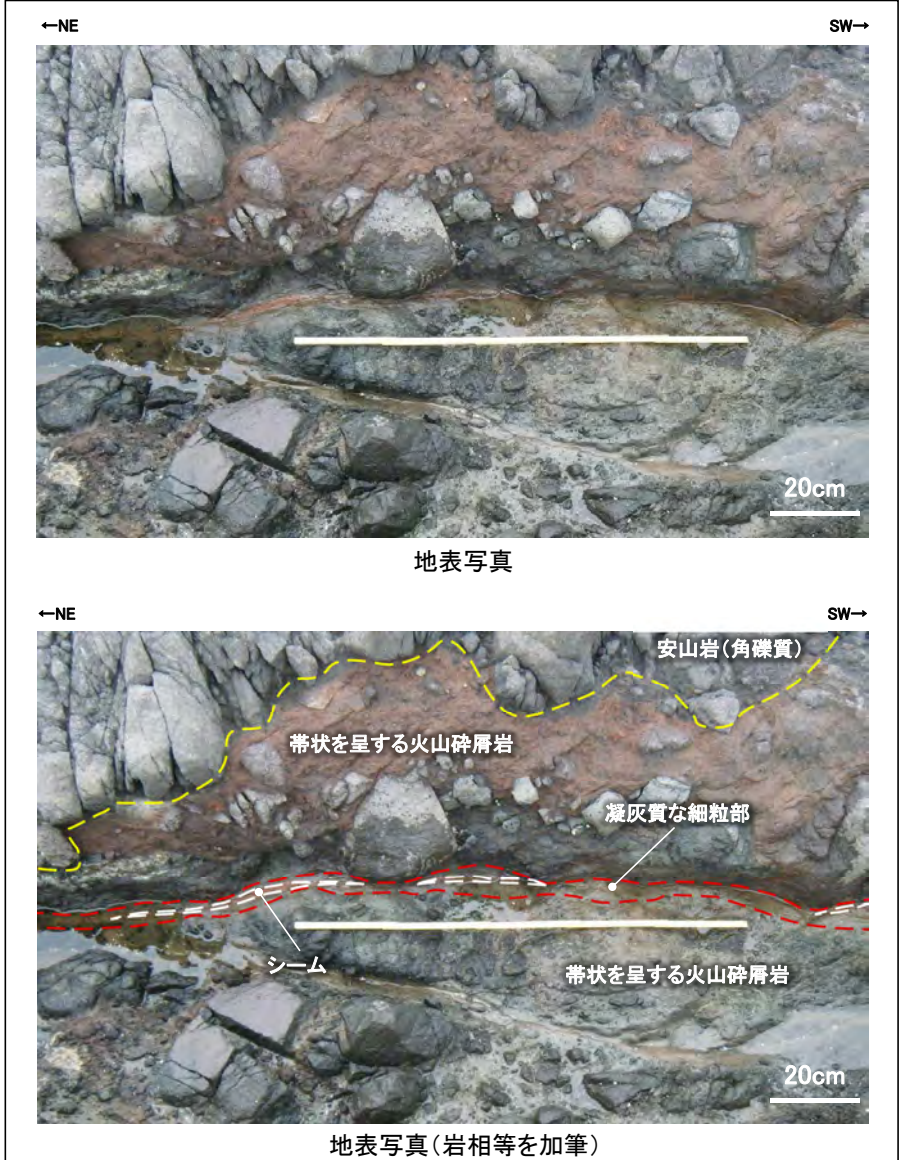 ←NE SW→
20cm
地表写真
←NE SW→
安山岩(角礫質)
帯状を呈する火山砕屑岩
凝灰質な細粒部
シーム
帯状を呈する火山砕屑岩
20cm
地表写真(岩相等を加筆)